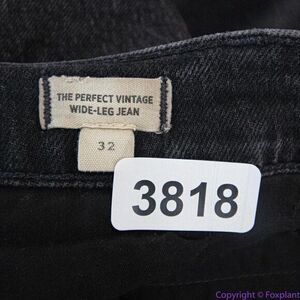 THE PERFECT VINTAGE
WIDE-LEG JEAN
32
3818
Copyright © Foxplant